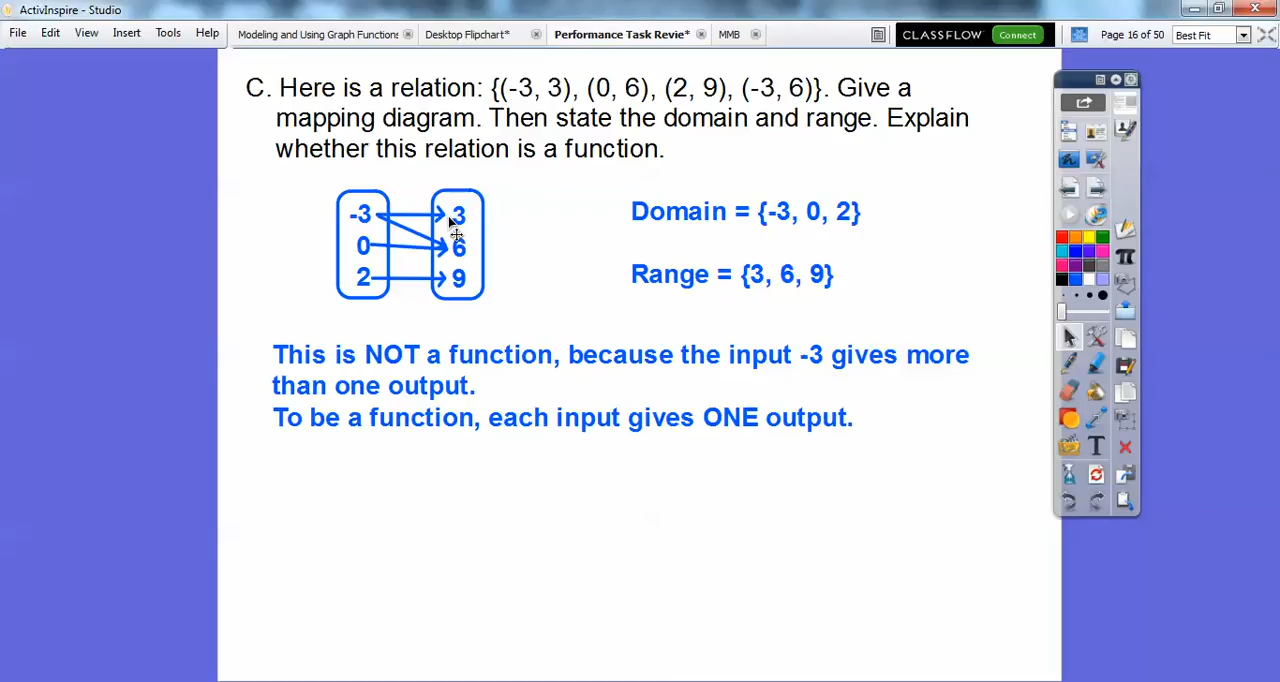 ActivInspire - Studio
File Edit View Insert Tools Help
Modeling and Using Graph Functions Desktop Flipchart* Performance Task Revie* MMB
CLASSFLOW Connect
Page 16 of 50 Best Fit
C. Here is a relation: {(-3, 3), (0, 6), (2, 9), (-3, 6)}. Give a
mapping diagram. Then state the domain and range. Explain
whether this relation is a function.
-3 3
0 6
2 9
Domain = {-3, 0, 2}
Range = {3, 6, 9}
This is NOT a function, because the input -3 gives more
than one output.
To be a function, each input gives ONE output.